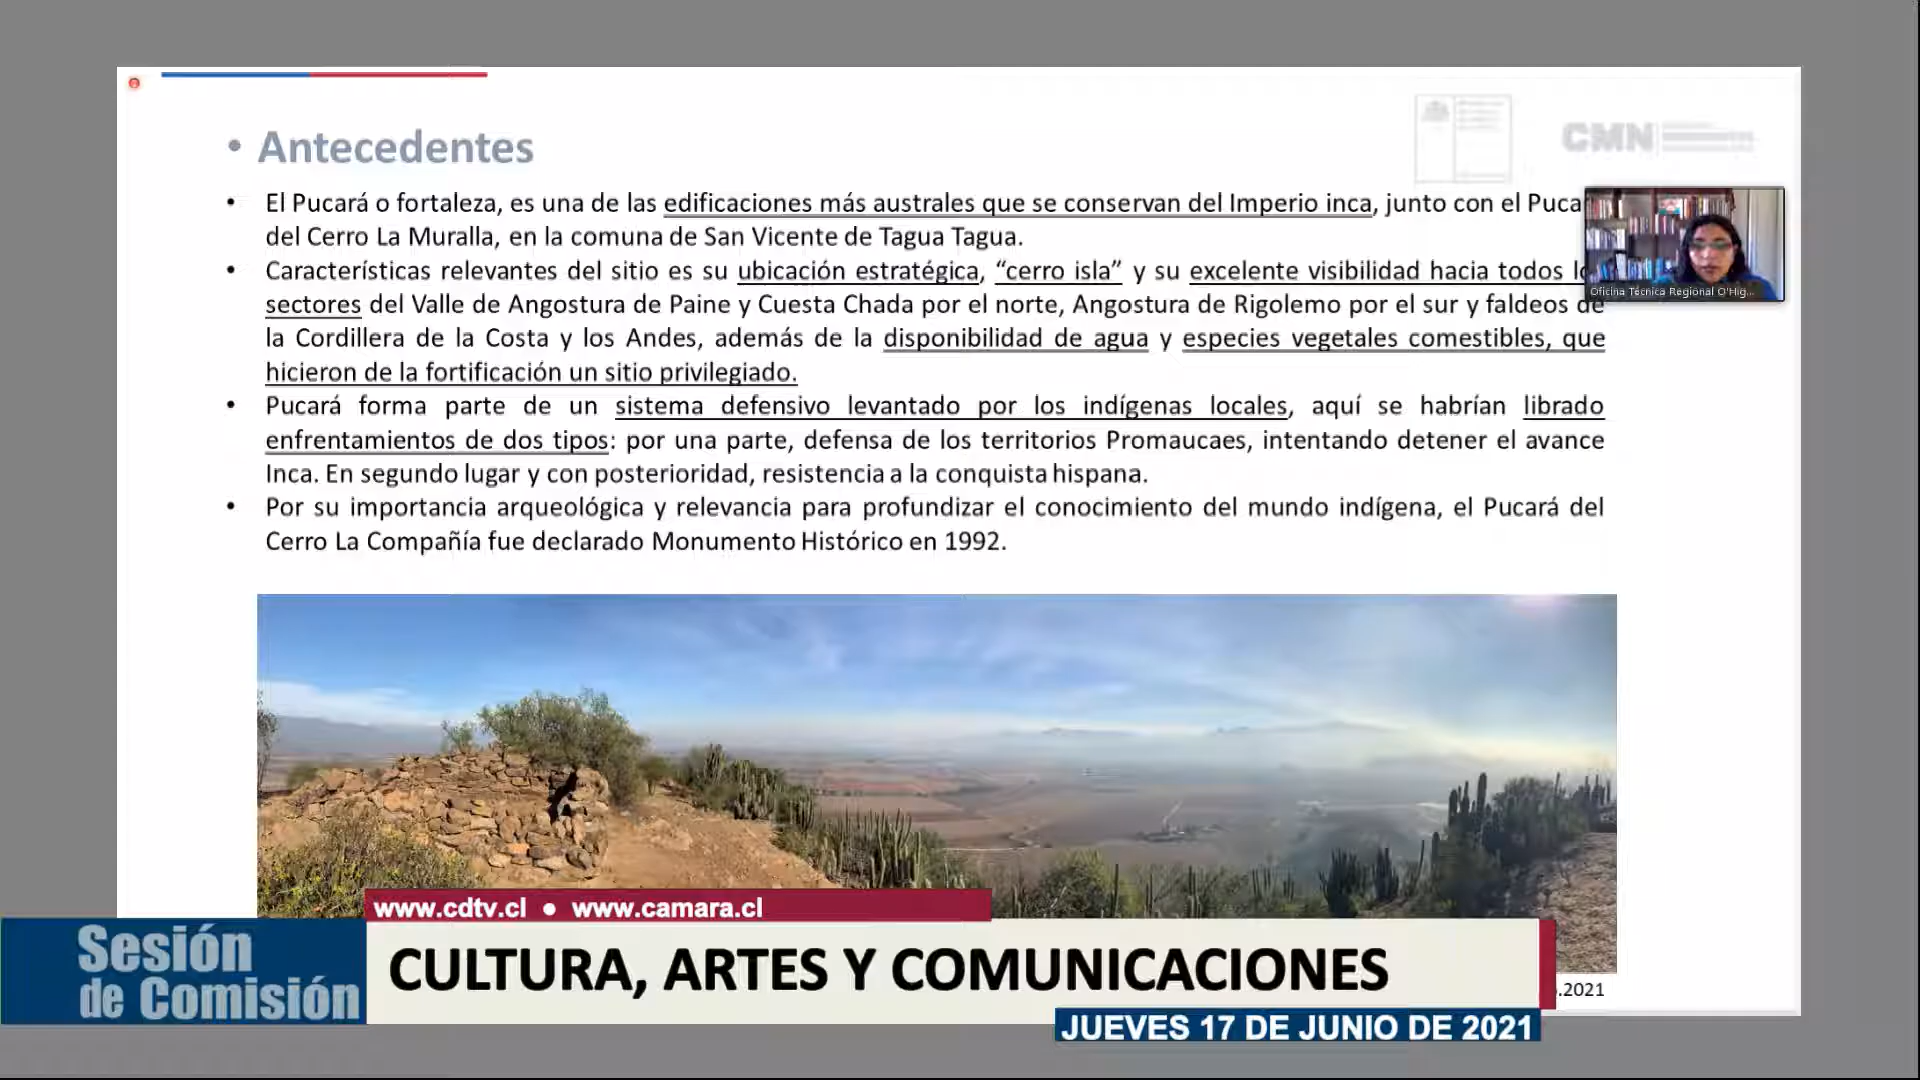 • Antecedentes
CMN
• El Pucará o fortaleza, es una de las edificaciones más australes que se conservan del Imperio inca, junto con el
del Cerro La Muralla, en la comuna de San Vicente de Tagua Tagua.
• Características relevantes del sitio es su ubicación estratégica, “cerro isla” y su excelente visibilidad hacia todos
sectores del Valle de Angostura de Paine y Cuesta Chada por el norte, Angostura de Rigolemo por el sur y faldeos de
la Cordillera de la Costa y los Andes, además de la disponibilidad de agua y especies vegetales comestibles, que
hicieron de la fortificación un sitio privilegiado.
• Pucará forma parte de un sistema defensivo levantado por los indígenas locales, aquí se habrían librado
enfrentamientos de dos tipos: por una parte, defensa de los territorios Promaucaes, intentando detener el avance
Inca. En segundo lugar y con posterioridad, resistencia a la conquista hispana.
• Por su importancia arqueológica y relevancia para profundizar el conocimiento del mundo indígena, el Pucará del
Cerro La Compañía fue declarado Monumento Histórico en 1992.
Oficina Técnica Regional O'Hig...
www.cdtv.cl • www.camara.cl
Sesión
de Comisión
CULTURA, ARTES Y COMUNICACIONES
.2021
JUEVES 17 DE JUNIO DE 2021